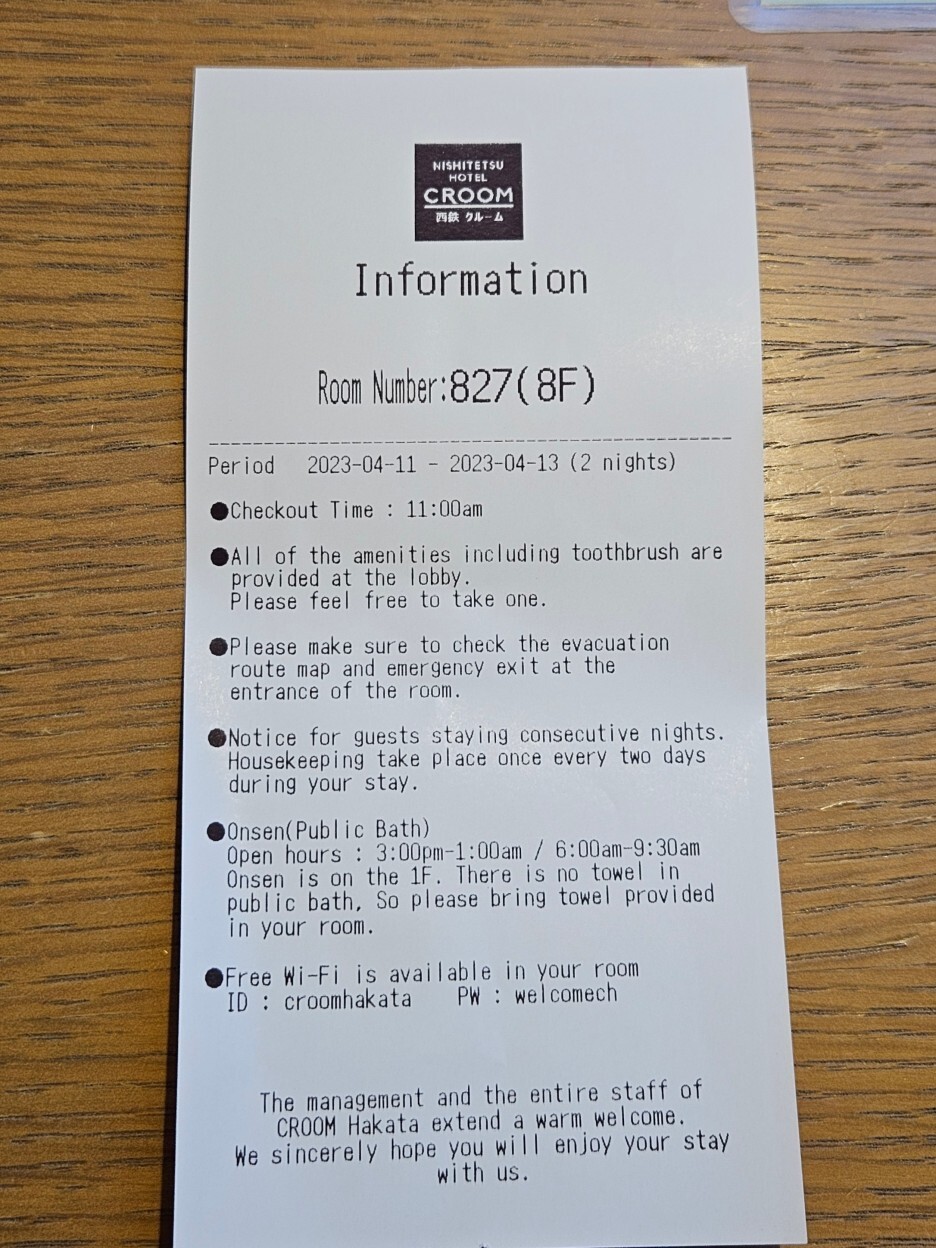 NISHITETSU
HOTEL
CROOM
西鉄 クルーム
Information
Room Number:827(8F)
Period 2023-04-11 - 2023-04-13 (2 nights)
●Checkout Time : 11:00am
●All of the amenities including toothbrush are
provided at the lobby.
Please feel free to take one.
●Please make sure to check the evacuation
route map and emergency exit at the
entrance of the room.
●Notice for guests staying consecutive nights.
Housekeeping take place once every two days
during your stay.
●Onsen(Public Bath)
Open hours : 3:00pm-1:00am / 6:00am-9:30am
Onsen is on the 1F. There is no towel in
public bath, So please bring towel provided
in your room.
●Free Wi-Fi is available in your room
ID : croomhakata PW : welcomech
The management and the entire staff of
CROOM Hakata extend a warm welcome.
We sincerely hope you will enjoy your stay
with us.